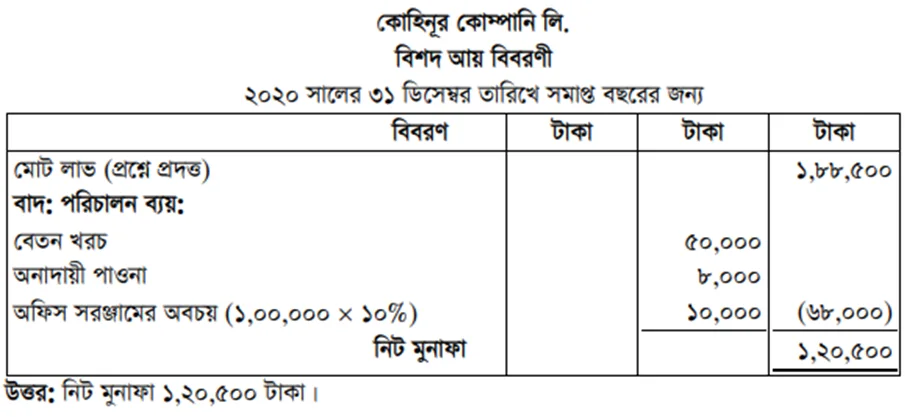 কোহিনূর কোম্পানি লি.
বিশদ আয় বিবরণী
২০২০ সালের ৩১ ডিসেম্বর তারিখে সমাপ্ত বছরের জন্য
বিবরণ টাকা টাকা টাকা
মোট লাভ (প্রশ্নে প্রদত্ত) ১,৮৮,৫০০
বাদ: পরিচালন ব্যয়:
বেতন খরচ ৫০,০০০
অনাদায়ী পাওনা ৮,০০০
অফিস সরঞ্জামের অবচয় (১,০০,০০০ × ১০%) ১০,০০০ (৬৮,০০০)
নিট মুনাফা ১,২০,৫০০
উত্তর: নিট মুনাফা ১,২০,৫০০ টাকা।